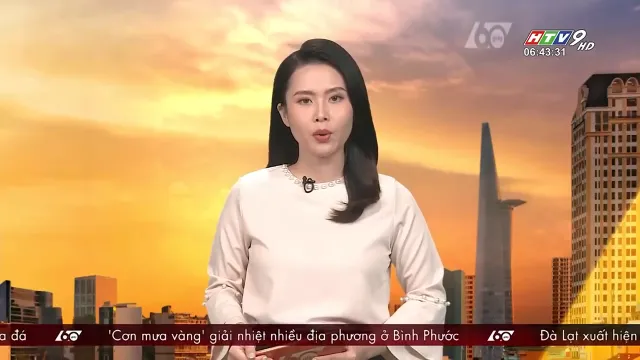 60
HTV9 HD
06:43:31
a đá 60 'Cơn mưa vàng' giải nhiệt nhiều địa phương ở Bình Phước 60 Đà Lạt xuất hiện